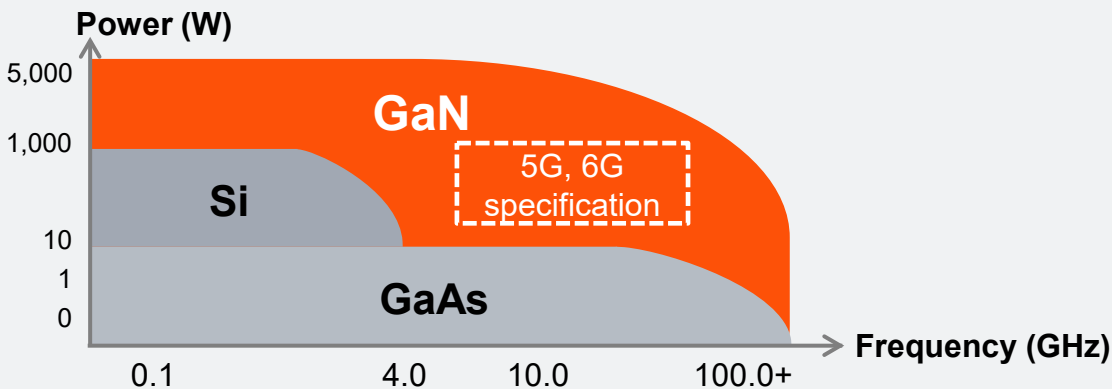 Power (W)
5,000
1,000
10
1
0
GaN
5G, 6G
specification
Si
GaAs
Frequency (GHz)
0.1
4.0
10.0
100.0+